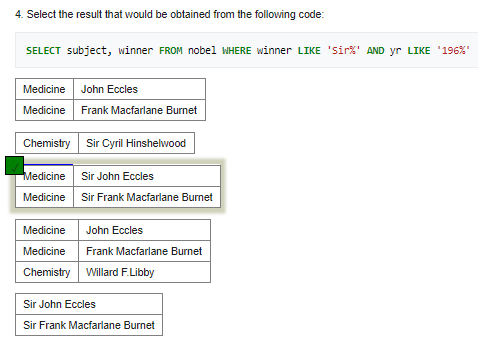 4. Select the result that would be obtained from the following code:
SELECT subject, winner FROM nobel WHERE winner LIKE 'Sir%' AND yr LIKE '196%'
Medicine John Eccles
Medicine Frank Macfarlane Burnet
Chemistry Sir Cyril Hinshelwood
Medicine Sir John Eccles
Medicine Sir Frank Macfarlane Burnet
Medicine John Eccles
Medicine Frank Macfarlane Burnet
Chemistry Willard F.Libby
Sir John Eccles
Sir Frank Macfarlane Burnet